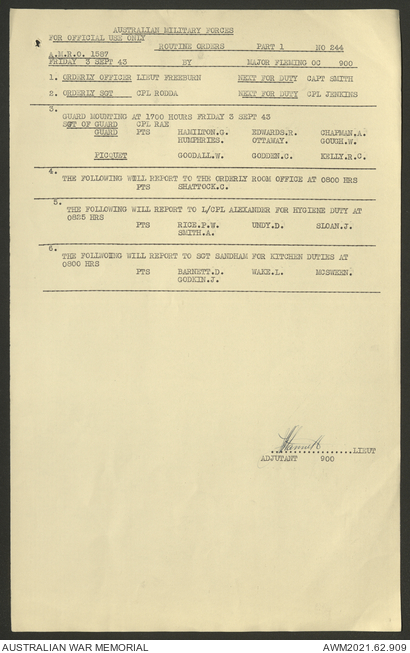 AUSTRALIAN MILITARY FORCES
FOR OFFICIAL USE ONLY
ROUTINE ORDERS PART 1 NO 244
A.M.R.O. 1587
FRIDAY 3 SEPT 43 BY MAJOR FLEMING OC 900
1. ORDERLY OFFICER LIEUT FREEBURN NEXT FOR DUTY CAPT SMITH
2. ORDERLY SGT CPL RODDA NEXT FOR DUTY CPL JENKINS
3.
GUARD MOUNTING AT 1700 HOURS FRIDAY 3 SEPT 43
SGT OF GUARD CPL RAE
GUARD PTS HAMILTON.G. EDWARDS.R. CHAPMAN.A.
HUMPHRIES. OTTAWAY. GOUGH.W.
PICQUET GOODALL.W. GODDEN.C. KELLY.R.C.
4.
THE FOLLOWING WILL REPORT TO THE ORDERLY ROOM OFFICE AT 0800 HRS
PTS SHATTOCK.C.
5.
THE FOLLOWING WILL REPORT TO L/CPL ALEXANDER FOR HYGIENE DUTY AT
0825 HRS
PTS RICE.P.W. UNDY.D. SLOAN.J.
SMITH.A.
6.
THE FOLLWOING WILL REPORT TO SGT SANDHAM FOR KITCHEN DUTIES AT
0800 HRS
PTS BARNETT.D. WAKE.L. MCSWEEN.
GODKIN.J.
....................LIEUT
ADJUTANT 900
AUSTRALIAN WAR MEMORIAL AWM2021.62.909